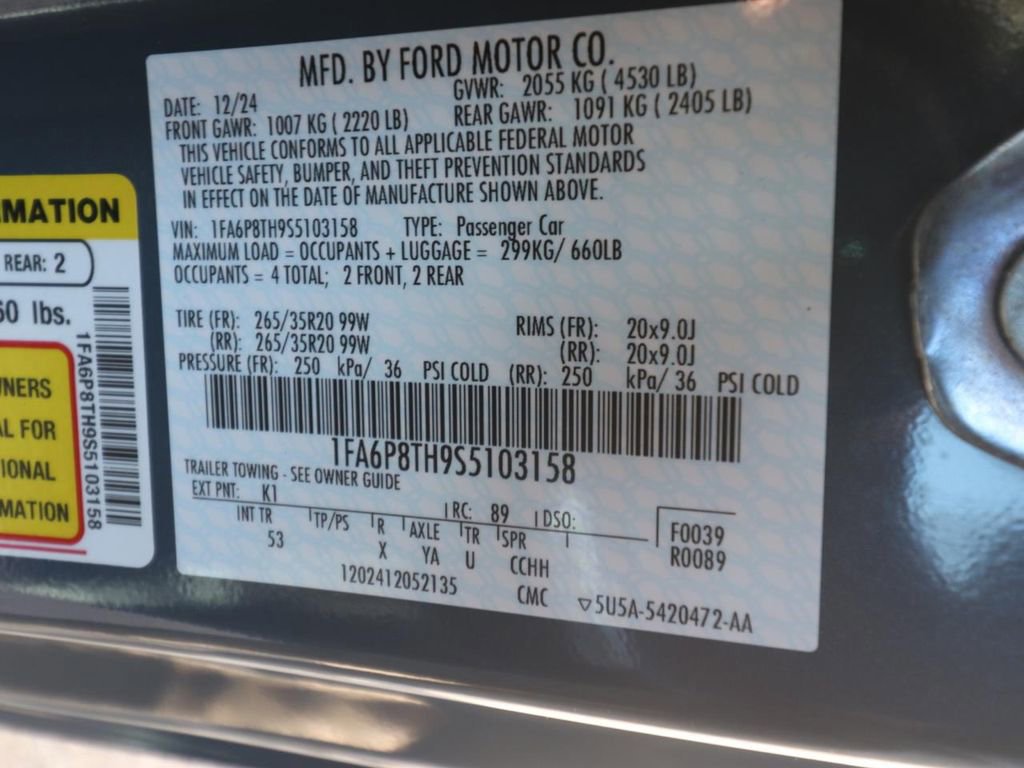 MATION
REAR: 2
60 lbs.
WNERS
AL FOR
IONAL
MATION
1FA6P8TH9S5103158
MFD. BY FORD MOTOR CO.
DATE: 12/24 GVWR: 2055 KG ( 4530 LB)
FRONT GAWR: 1007 KG ( 2220 LB) REAR GAWR: 1091 KG ( 2405 LB)
THIS VEHICLE CONFORMS TO ALL APPLICABLE FEDERAL MOTOR
VEHICLE SAFETY, BUMPER, AND THEFT PREVENTION STANDARDS
IN EFFECT ON THE DATE OF MANUFACTURE SHOWN ABOVE.
VIN: 1FA6P8TH9S5103158 TYPE: Passenger Car
MAXIMUM LOAD = OCCUPANTS + LUGGAGE = 299KG/ 660LB
OCCUPANTS = 4 TOTAL; 2 FRONT, 2 REAR
TIRE (FR): 265/35R20 99W RIMS (FR): 20x9.0J
(RR): 265/35R20 99W (RR): 20x9.0J
PRESSURE (FR): 250 kPa/ 36 PSI COLD (RR): 250 kPa/ 36 PSI COLD
1FA6P8TH9S5103158
TRAILER TOWING - SEE OWNER GUIDE
EXT PNT: K1 RC: 89 DSO:
INT TR TP/PS R AXLE TR SPR F0039
53 X YA U CCHH R0089
1202412052135 CMC ▽5U5A-5420472-AA